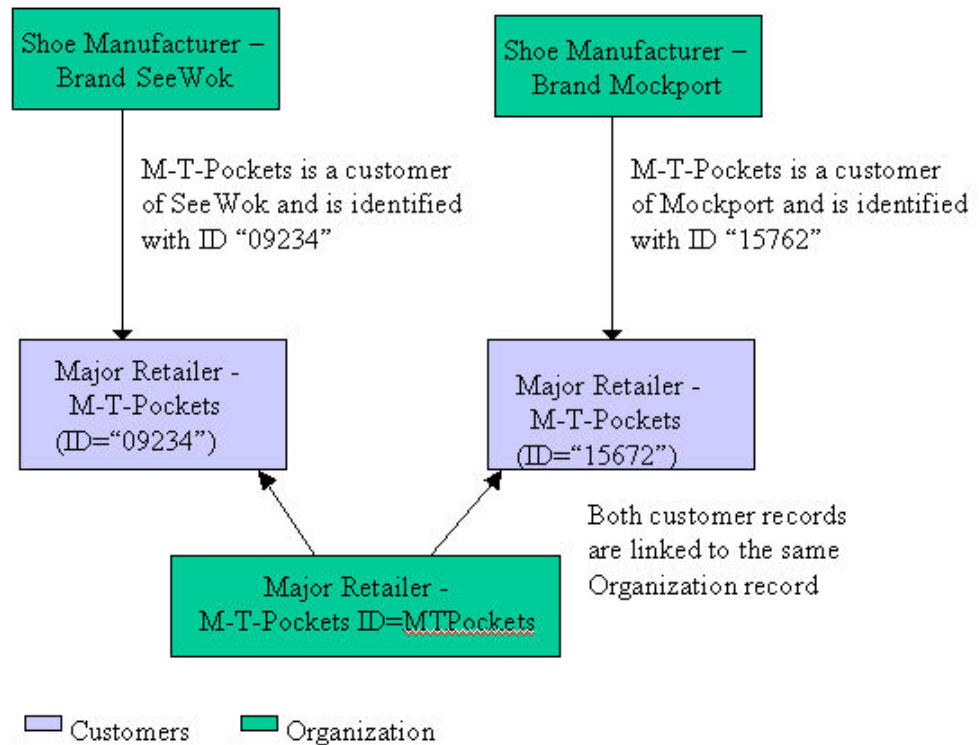 Shoe Manufacturer –
Brand SeeWok
Shoe Manufacturer –
Brand Mockport
M-T-Pockets is a customer
of SeeWok and is identified
with ID “09234”
M-T-Pockets is a customer
of Mockport and is identified
with ID “15762”
Major Retailer -
M-T-Pockets
(ID=“09234”)
Major Retailer -
M-T-Pockets
(ID=“15672”)
Both customer records
are linked to the same
Organization record
Major Retailer -
M-T-Pockets ID=MTPockets
Customers
Organization